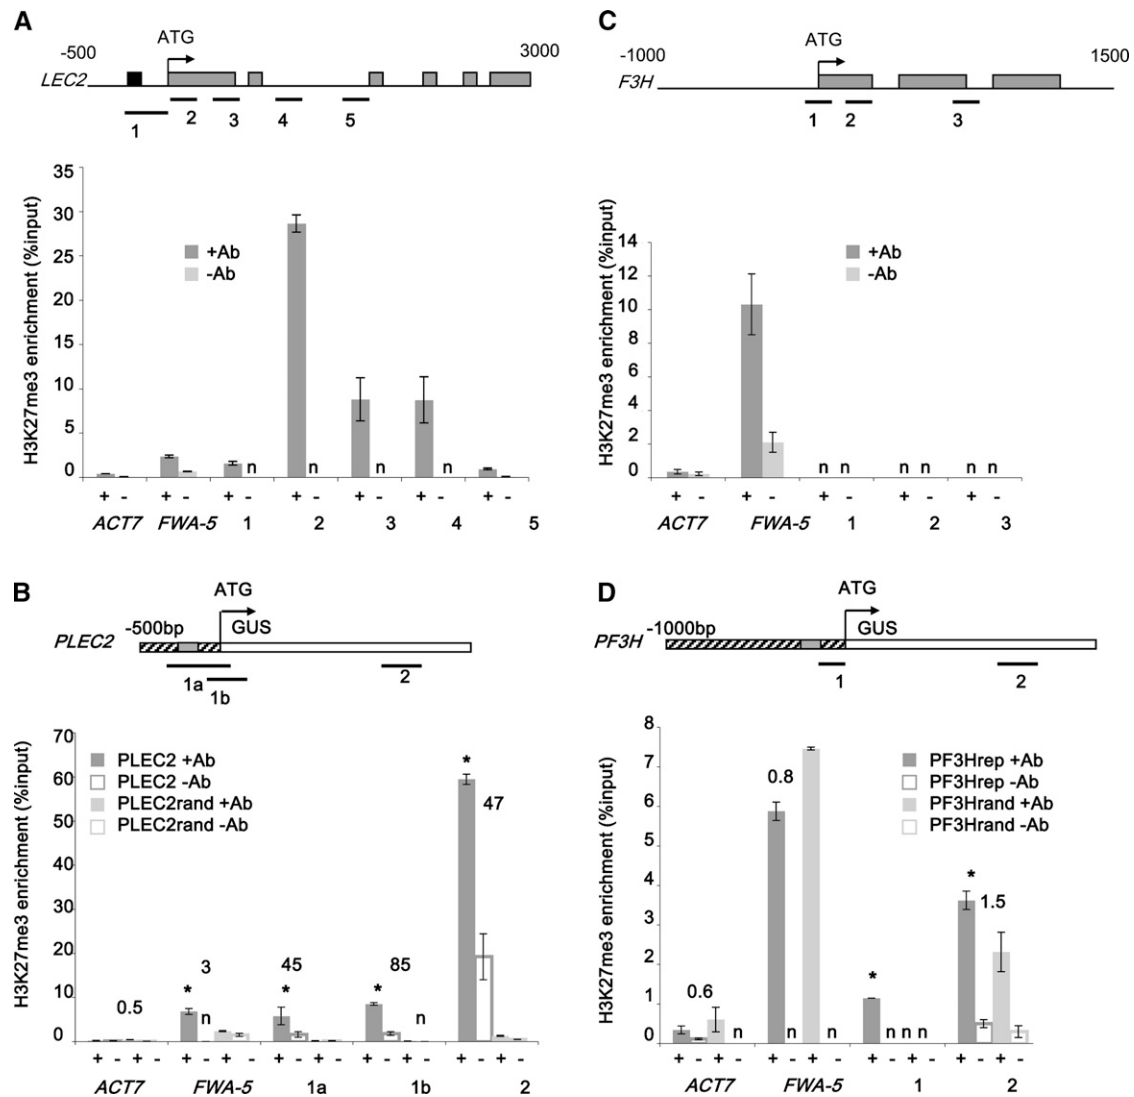 A
-500
ATG
3000
LEC2
1
2
3
4
5
H3K27me3 enrichment (%input)
35
30
25
20
15
10
5
0
+Ab
-Ab
n
n
n
n
+ - + - + - + - + - + - + -
ACT7 FWA-5 1 2 3 4 5
C
-1000
ATG
1500
F3H
1
2
3
H3K27me3 enrichment (%input)
14
12
10
8
6
4
2
0
+Ab
-Ab
n n n n n n
+ - + - + - + - + -
ACT7 FWA-5 1 2 3
B
ATG
-500bp
GUS
PLEC2
1a
1b
2
H3K27me3 enrichment (%input)
70
60
50
40
30
20
10
0
PLEC2 +Ab
PLEC2 -Ab
PLEC2rand +Ab
PLEC2rand -Ab
*
47
3
45
85
* * *
0.5
n
n
+ - + - + - + - + - + - + - + - + - + -
ACT7 FWA-5 1a 1b 2
D
ATG
-1000bp
GUS
PF3H
1
2
H3K27me3 enrichment (%input)
8
7
6
5
4
3
2
1
0
PF3Hrep +Ab
PF3Hrep -Ab
PF3Hrand +Ab
PF3Hrand -Ab
0.8
*
1.5
*
0.6
n n n n n n
+ - + - + - + - + - + - + - + -
ACT7 FWA-5 1 2